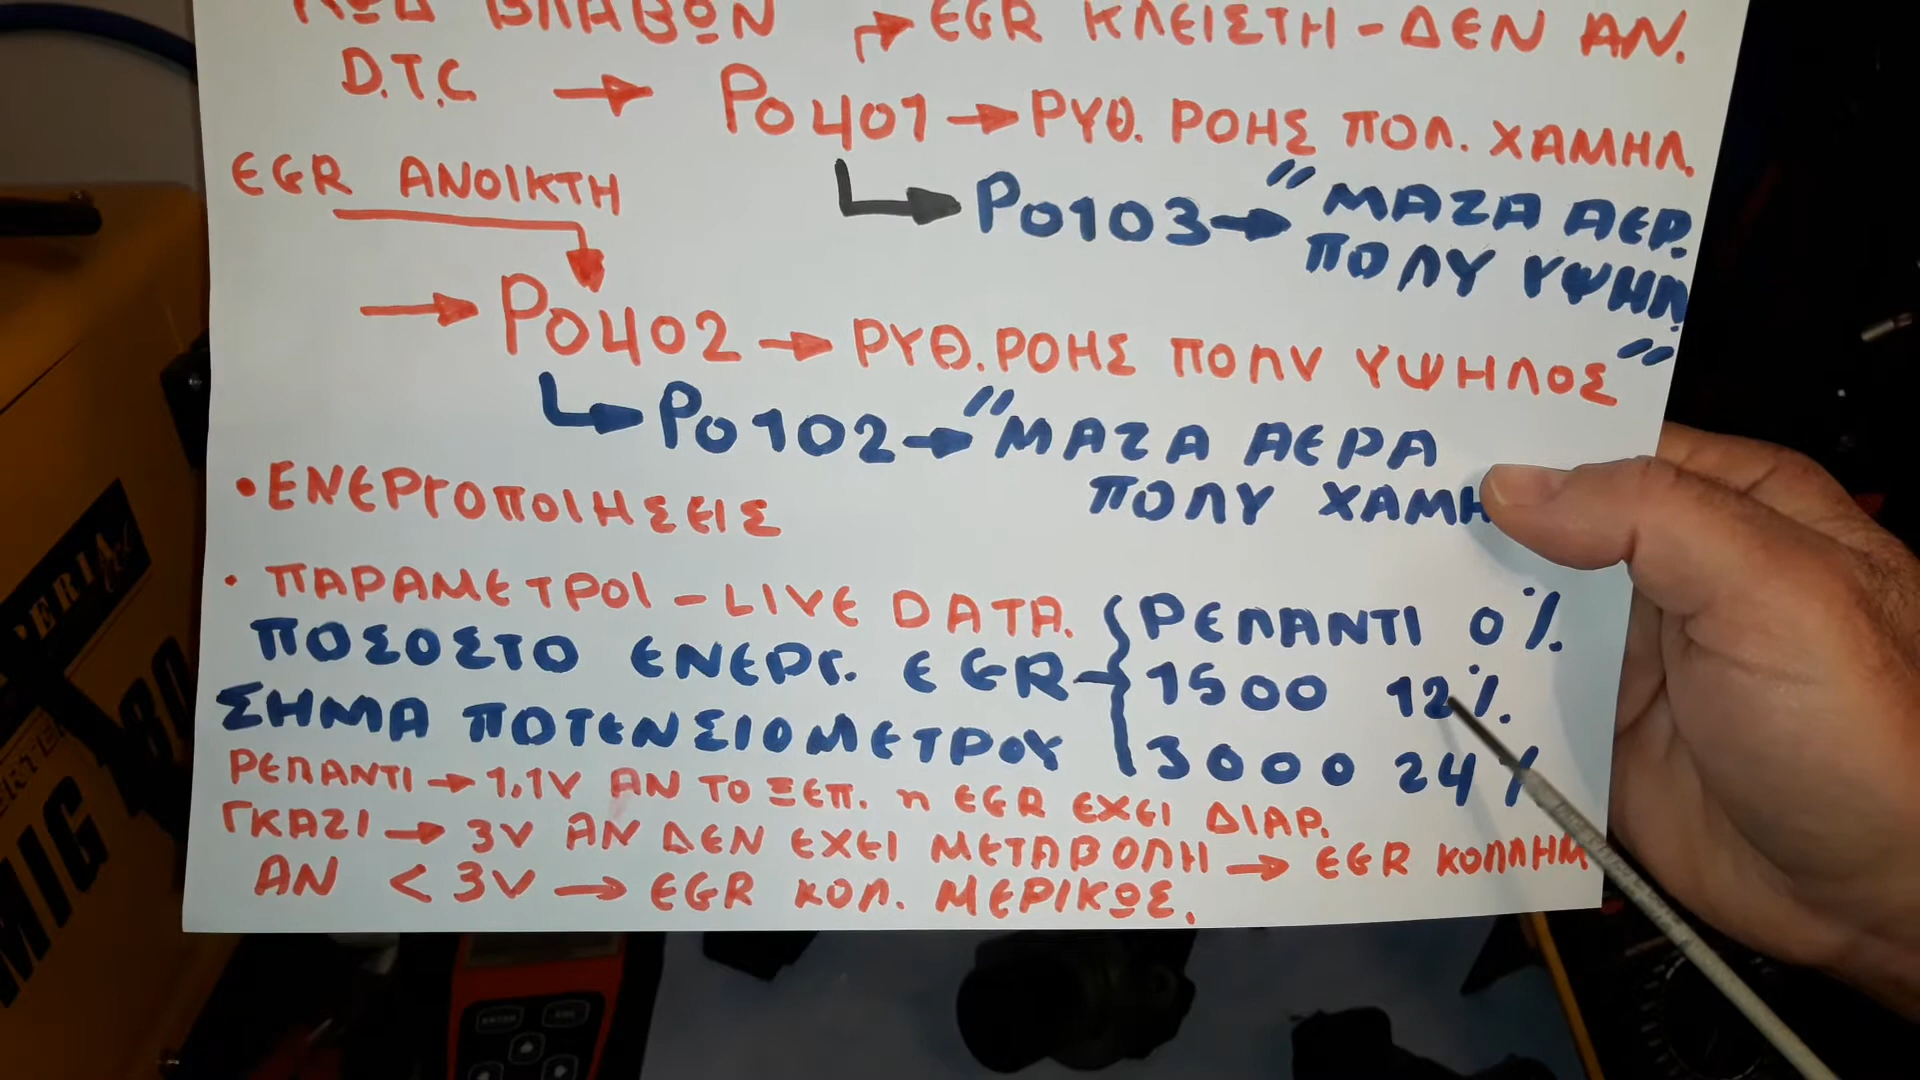 ΚΩΔ ΒΛΑΒΩΝ
EGR ΚΛΕΙΣΤΗ - ΔΕΝ ΑΝ.
D.T.C → P0401 → ΡΥΘ. ΡΟΗΣ ΠΟΛ. ΧΑΜΗΛ.
→ P0103 → "ΜΑΖΑ ΑΕΡ.
ΠΟΛΥ ΥΨΗΛ
EGR ΑΝΟΙΚΤΗ
→ P0402 → ΡΥΘ. ΡΟΗΣ ΠΟΛΥ ΥΨΗΛΟΣ"
→ P0102 → "ΜΑΖΑ ΑΕΡΑ
ΠΟΛΥ ΧΑΜΗ
• ΕΝΕΡΓΟΠΟΙΗΣΕΙΣ
• ΠΑΡΑΜΕΤΡΟΙ - LIVE DATA.
ΠΟΣΟΣΤΟ ΕΝΕΡΓ. EGR
ΡΕΛΑΝΤΙ 0%
1500 12%
3000 24%
ΣΗΜΑ ΠΟΤΕΝΣΙΟΜΕΤΡΟΥ
ΡΕΛΑΝΤΙ → 1,1V ΑΝ ΤΟ ΞΕΠ. η EGR ΕΧΕΙ ΔΙΑΡ.
ΓΚΑΖΙ → 3V ΑΝ ΔΕΝ ΕΧΕΙ ΜΕΤΑΒΟΛΗ → EGR ΚΟΛΛΗΜ
ΑΝ < 3V → EGR ΚΟΛ. ΜΕΡΙΚΩΣ.
MIG